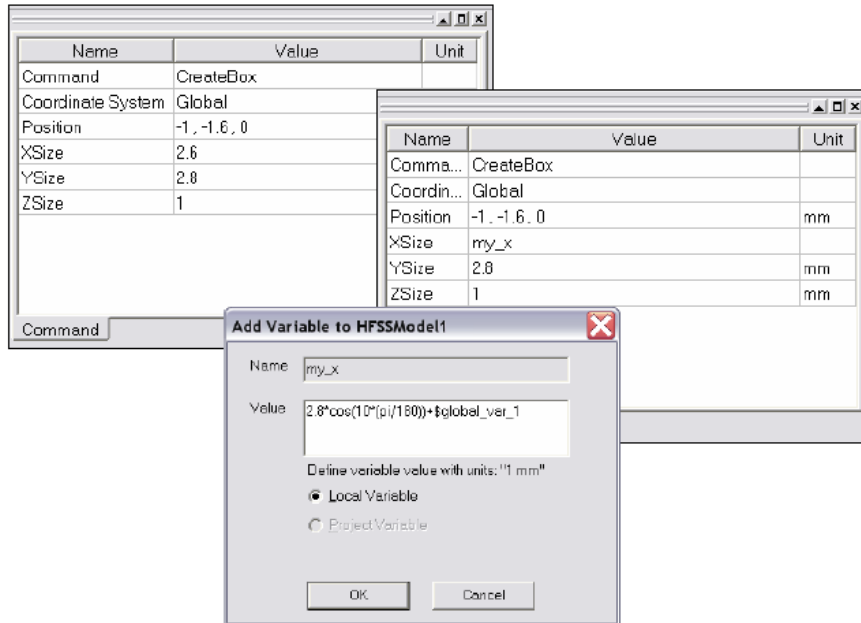 Name Value Unit
Command CreateBox
Coordinate System Global
Position -1 , -1.6 , 0
XSize 2.6
YSize 2.8
ZSize 1
Command
Name Value Unit
Comma... CreateBox
Coordin... Global
Position -1 , -1.6 , 0 mm
XSize my_x
YSize 2.8 mm
ZSize 1 mm
Add Variable to HFSSModel1
Name my_x
Value 2.8*cos(10*(pi/180))+$global_var_1
Define variable value with units: "1 mm"
Local Variable
Project Variable
OK Cancel